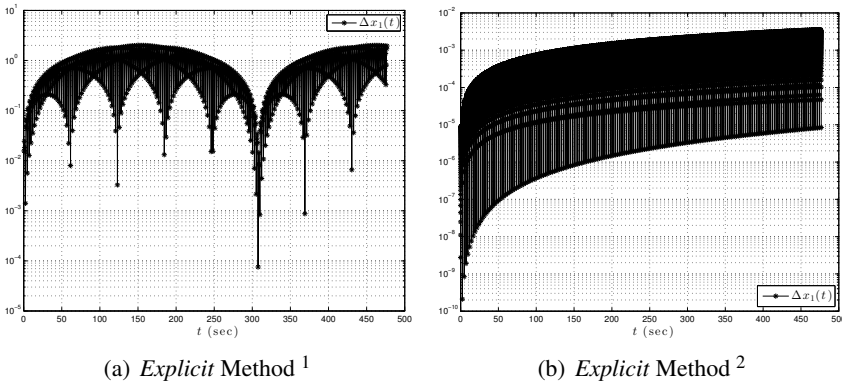 10^1
10^0
10^-1
10^-2
10^-3
10^-4
10^-5
0 50 100 150 200 250 300 350 400 450 500
t (sec)
Δx₁(t)
(a) Explicit Method ¹
10^-2
10^-3
10^-4
10^-5
10^-6
10^-7
10^-8
10^-9
10^-10
0 50 100 150 200 250 300 350 400 450 500
t (sec)
Δx₁(t)
(b) Explicit Method ²